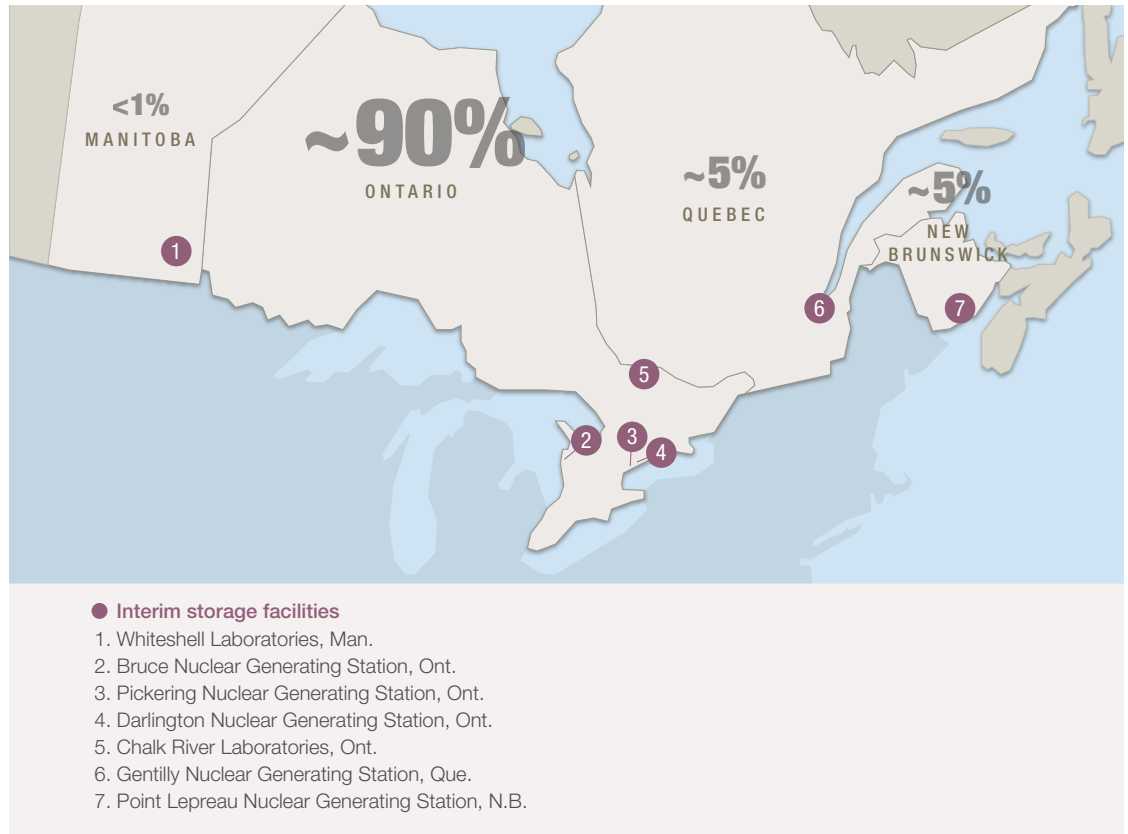 <1%
MANITOBA
~90%
ONTARIO
~5%
QUEBEC
~5%
NEW
BRUNSWICK
1
2
3
4
5
6
7
Interim storage facilities
1. Whiteshell Laboratories, Man.
2. Bruce Nuclear Generating Station, Ont.
3. Pickering Nuclear Generating Station, Ont.
4. Darlington Nuclear Generating Station, Ont.
5. Chalk River Laboratories, Ont.
6. Gentilly Nuclear Generating Station, Que.
7. Point Lepreau Nuclear Generating Station, N.B.